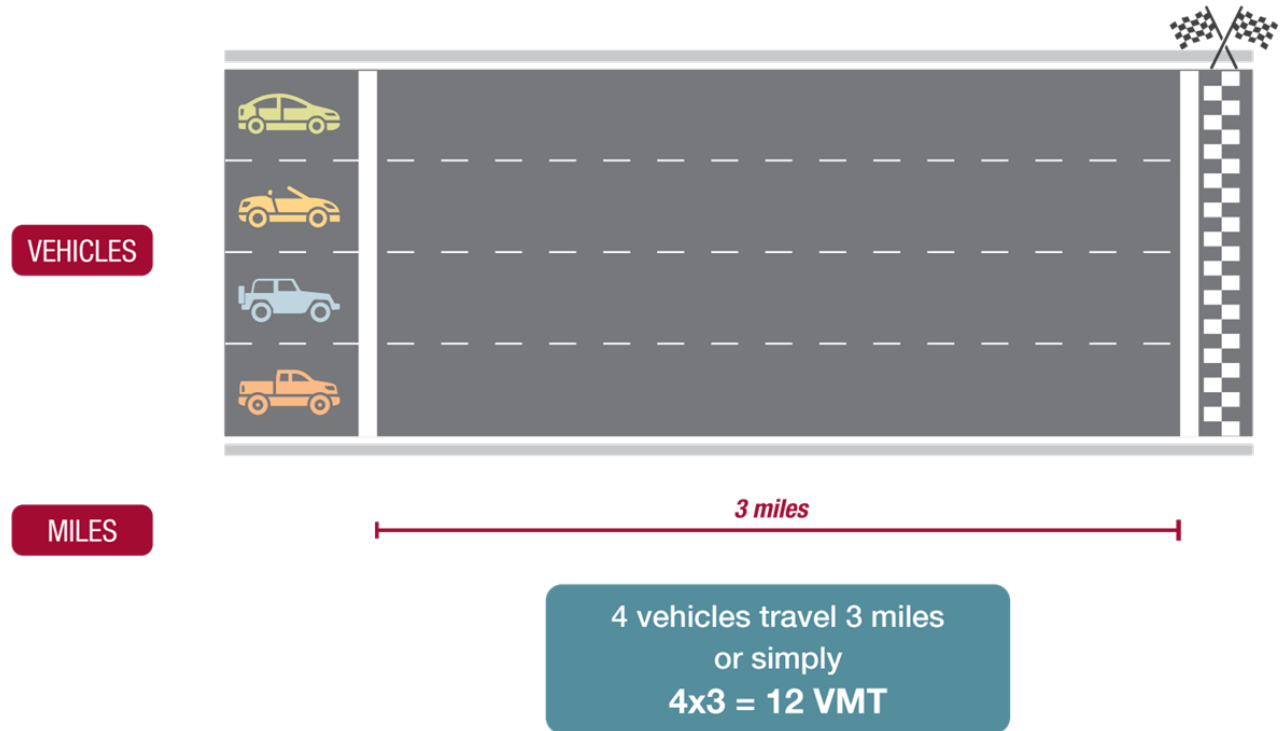 VEHICLES
MILES
3 miles
4 vehicles travel 3 miles
or simply
4x3 = 12 VMT